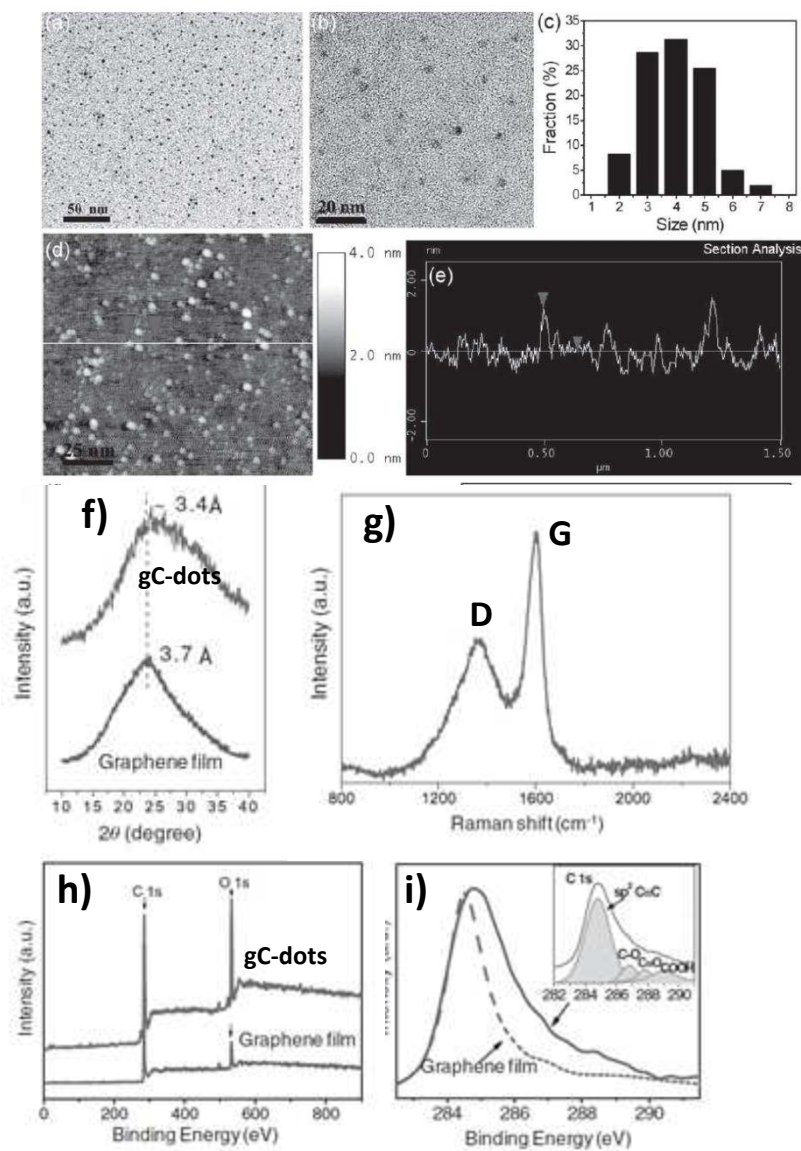 (a)
50 nm
(b)
20 nm
(c)
Fraction (%)
35
30
25
20
15
10
5
0
1 2 3 4 5 6 7 8
Size (nm)
(d)
25 nm
4.0 nm
2.0 nm
0.0 nm
(e)
nm
Section Analysis
2.00
0
-2.00
0 0.50 1.00 1.50
µm
f)
3.4Å
gC-dots
3.7 Å
Graphene film
Intensity (a.u.)
10 15 20 25 30 35 40
2θ (degree)
g)
D
G
Intensity (a.u.)
800 1200 1600 2000 2400
Raman shift(cm⁻¹)
h)
C 1s
O 1s
gC-dots
Graphene film
Intensity (a.u.)
0 200 400 600 800
Binding Energy (eV)
i)
C 1s
sp² C=C
C-O
C=O
COOH
282 284 286 288 290
Graphene film
284 286 288 290
Binding Energy (eV)